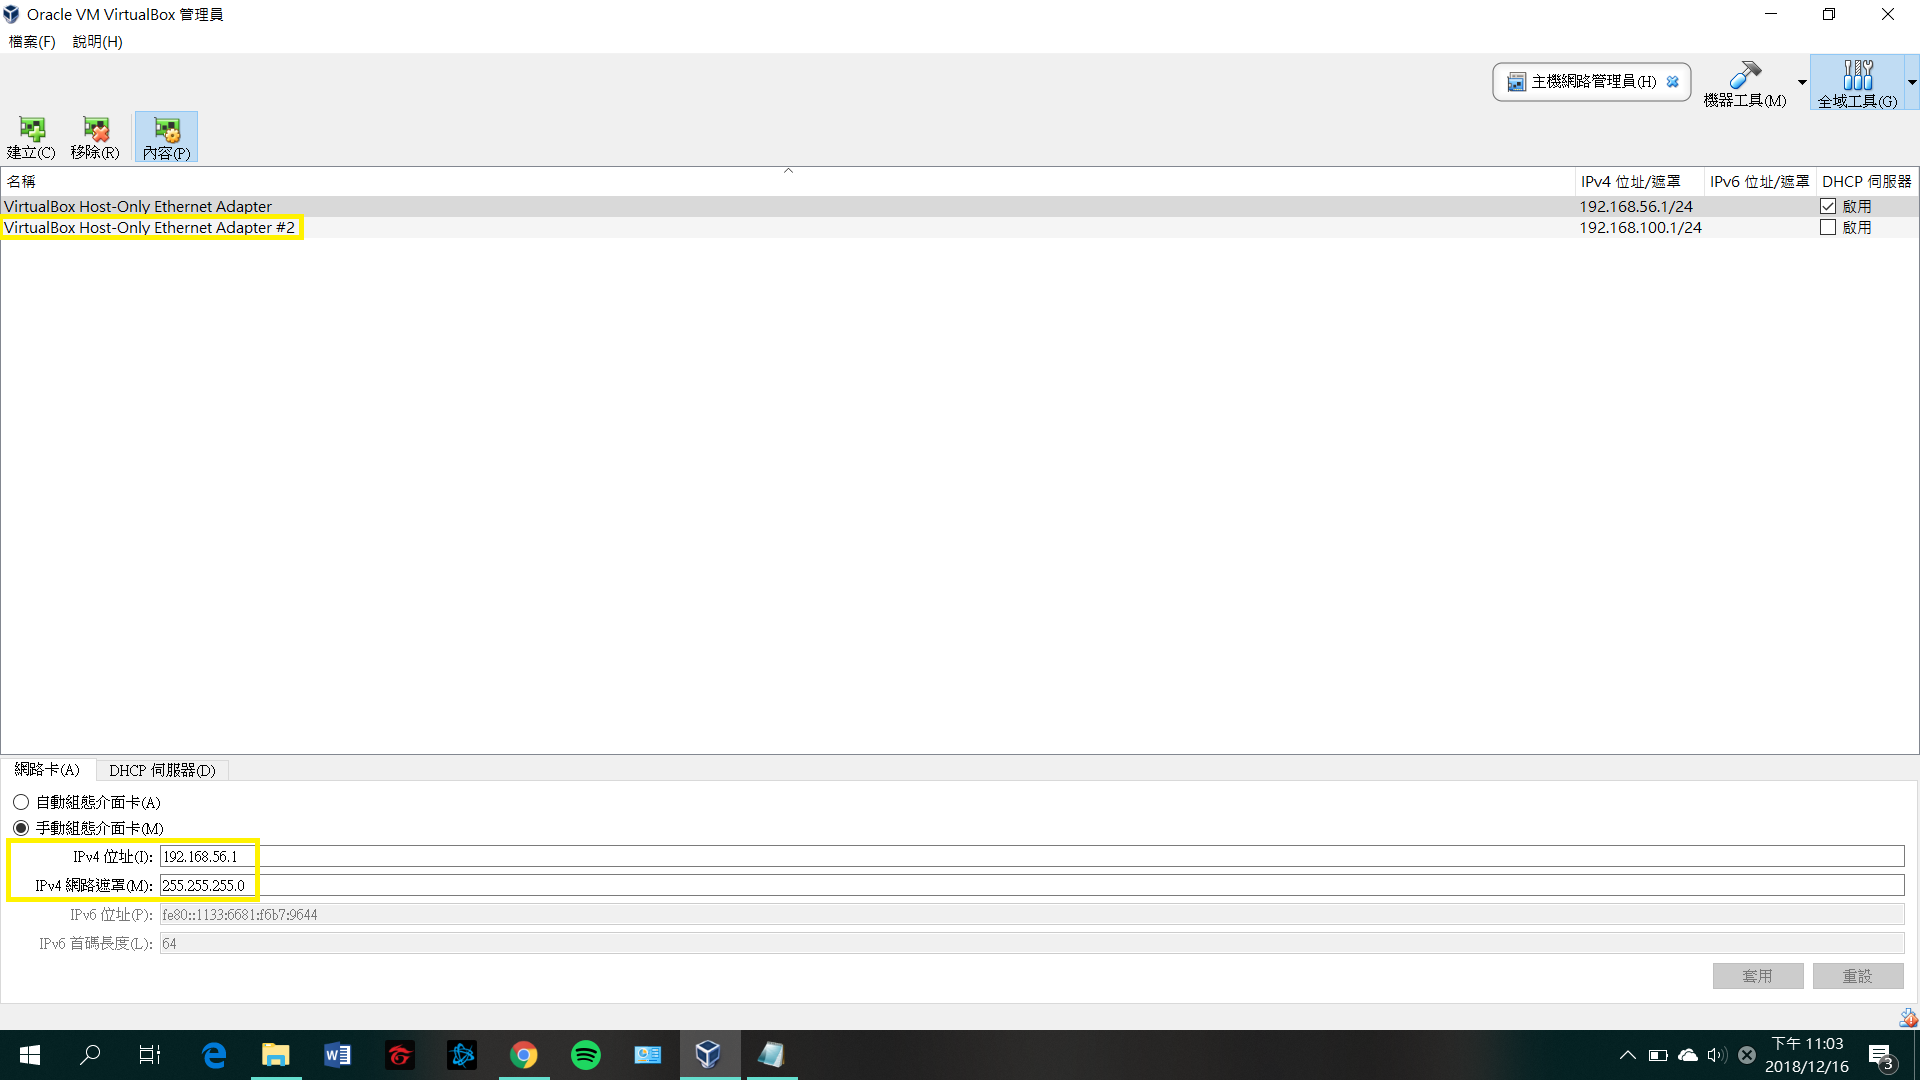 Oracle VM VirtualBox 管理員
檔案(F) 說明(H)
主機網路管理員(H)
機器工具(M)
全域工具(G)
建立(C) 移除(R) 內容(P)
名稱 IPv4 位址/遮罩 IPv6 位址/遮罩 DHCP 伺服器
VirtualBox Host-Only Ethernet Adapter 192.168.56.1/24 啟用
VirtualBox Host-Only Ethernet Adapter #2 192.168.100.1/24 啟用
網路卡(A) DHCP 伺服器(D)
自動組態介面卡(A)
手動組態介面卡(M)
IPv4 位址(I): 192.168.56.1
IPv4 網路遮罩(M): 255.255.255.0
IPv6 位址(P): fe80::1133:6681:f6b7:9644
IPv6 首碼長度(L): 64
套用 重設
下午 11:03
2018/12/16
3